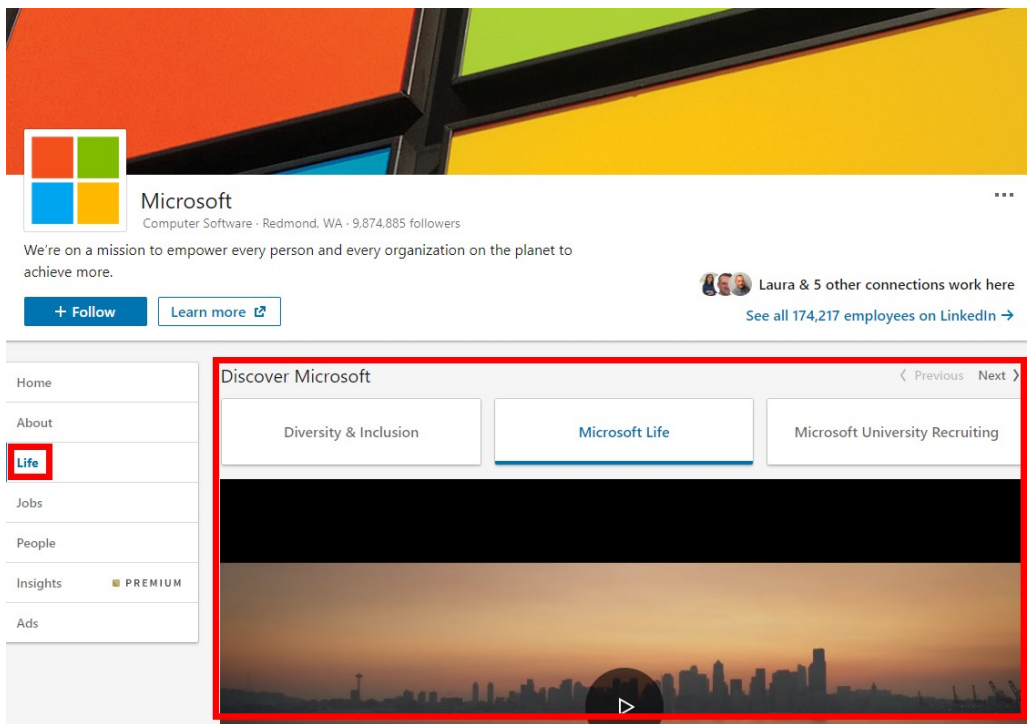 Microsoft
Computer Software · Redmond, WA · 9,874,885 followers
We're on a mission to empower every person and every organization on the planet to
achieve more.
+ Follow
Learn more
Laura & 5 other connections work here
See all 174,217 employees on LinkedIn →
Home
About
Life
Jobs
People
Insights PREMIUM
Ads
Discover Microsoft
Previous Next
Diversity & Inclusion
Microsoft Life
Microsoft University Recruiting